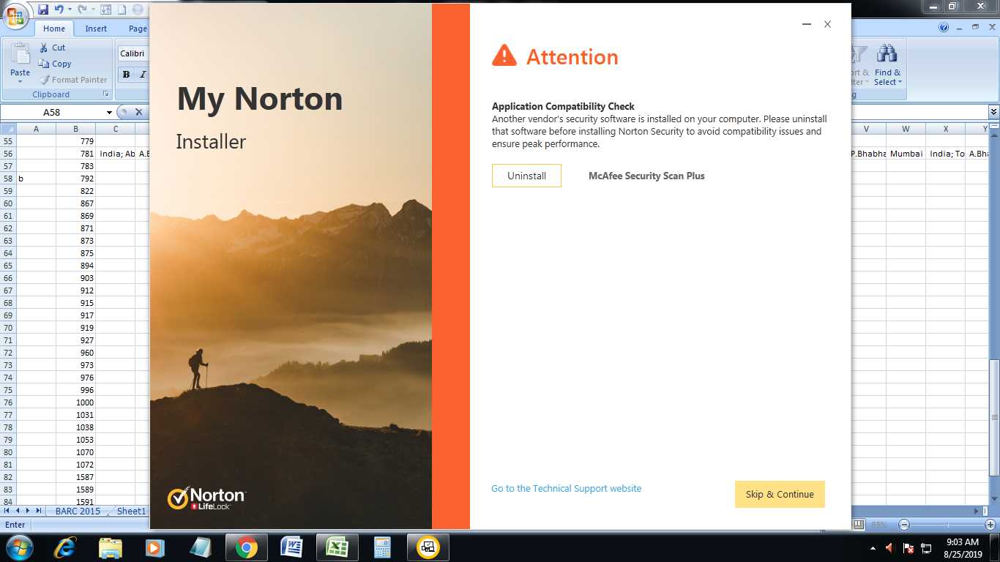 Home Insert Page
Cut
Copy
Format Painter
Paste
Clipboard
Calibri
B I
Find &
Select
A58
A B C V W X Y
55 779
56 781 India; Ab A.B P.Bhabha Mumbai India; To A.Bha
57 783
58 b 792
59 822
60 867
61 869
62 871
63 873
64 875
65 894
66 903
67 912
68 915
69 917
70 919
71 927
72 960
73 973
74 976
75 996
76 1000
77 1031
78 1038
79 1053
80 1070
81 1072
82 1587
83 1589
84 1591
BARC 2015 Sheet1
Enter
85%
My Norton
Installer
Norton
LifeLock
Attention
Application Compatibility Check
Another vendor's security software is installed on your computer. Please uninstall
that software before installing Norton Security to avoid compatibility issues and
ensure peak performance.
Uninstall McAfee Security Scan Plus
Go to the Technical Support website
Skip & Continue
9:03 AM
8/25/2019